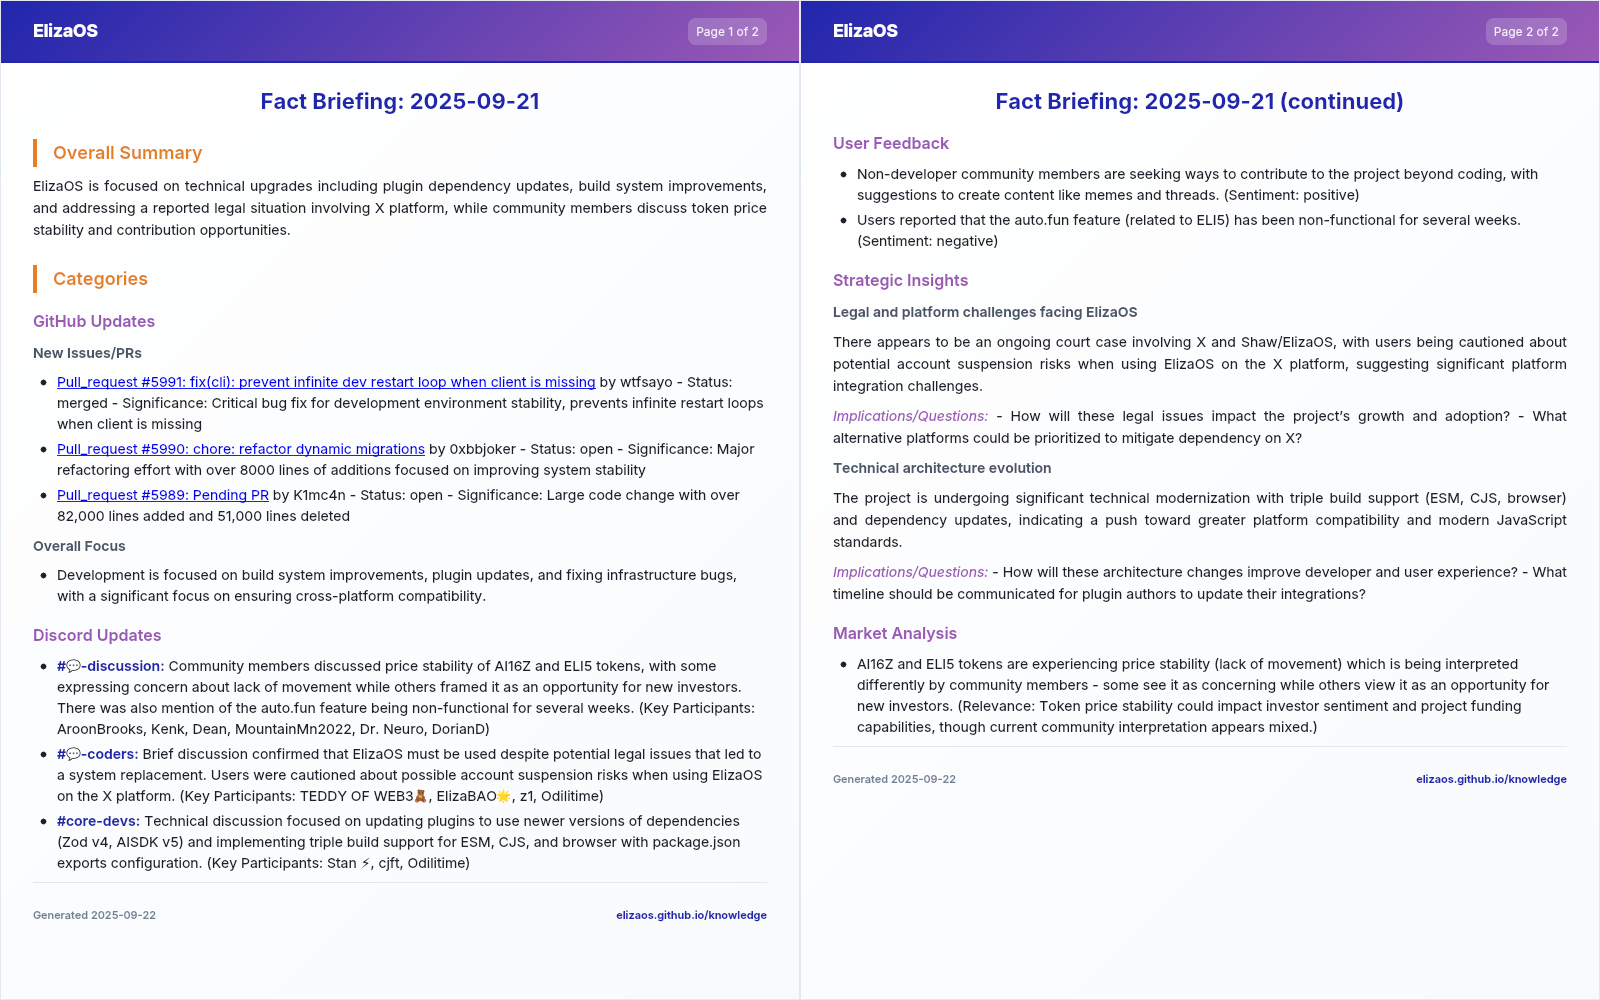 ElizaOS
Page 1 of 2
Fact Briefing: 2025-09-21
Overall Summary
ElizaOS is focused on technical upgrades including plugin dependency updates, build system improvements,
and addressing a reported legal situation involving X platform, while community members discuss token price
stability and contribution opportunities.
Categories
GitHub Updates
New Issues/PRs
• Pull_request #5991: fix(cli): prevent infinite dev restart loop when client is missing by wtfsayo - Status:
merged - Significance: Critical bug fix for development environment stability, prevents infinite restart loops
when client is missing
• Pull_request #5990: chore: refactor dynamic migrations by 0xbbjoker - Status: open - Significance: Major
refactoring effort with over 8000 lines of additions focused on improving system stability
• Pull_request #5989: Pending PR by K1mc4n - Status: open - Significance: Large code change with over
82,000 lines added and 51,000 lines deleted
Overall Focus
• Development is focused on build system improvements, plugin updates, and fixing infrastructure bugs,
with a significant focus on ensuring cross-platform compatibility.
Discord Updates
• #💬-discussion: Community members discussed price stability of AI16Z and ELI5 tokens, with some
expressing concern about lack of movement while others framed it as an opportunity for new investors.
There was also mention of the auto.fun feature being non-functional for several weeks. (Key Participants:
AroonBrooks, Kenk, Dean, MountainMn2022, Dr. Neuro, DorianD)
• #💬-coders: Brief discussion confirmed that ElizaOS must be used despite potential legal issues that led to
a system replacement. Users were cautioned about possible account suspension risks when using ElizaOS
on the X platform. (Key Participants: TEDDY OF WEB3🧸, ElizaBAO🌟, z1, Odilitime)
• #core-devs: Technical discussion focused on updating plugins to use newer versions of dependencies
(Zod v4, AISDK v5) and implementing triple build support for ESM, CJS, and browser with package.json
exports configuration. (Key Participants: Stan ⚡, cjft, Odilitime)
Generated 2025-09-22
elizaos.github.io/knowledge
ElizaOS
Page 2 of 2
Fact Briefing: 2025-09-21 (continued)
User Feedback
• Non-developer community members are seeking ways to contribute to the project beyond coding, with
suggestions to create content like memes and threads. (Sentiment: positive)
• Users reported that the auto.fun feature (related to ELI5) has been non-functional for several weeks.
(Sentiment: negative)
Strategic Insights
Legal and platform challenges facing ElizaOS
There appears to be an ongoing court case involving X and Shaw/ElizaOS, with users being cautioned about
potential account suspension risks when using ElizaOS on the X platform, suggesting significant platform
integration challenges.
Implications/Questions: - How will these legal issues impact the project's growth and adoption? - What
alternative platforms could be prioritized to mitigate dependency on X?
Technical architecture evolution
The project is undergoing significant technical modernization with triple build support (ESM, CJS, browser)
and dependency updates, indicating a push toward greater platform compatibility and modern JavaScript
standards.
Implications/Questions: - How will these architecture changes improve developer and user experience? - What
timeline should be communicated for plugin authors to update their integrations?
Market Analysis
• AI16Z and ELI5 tokens are experiencing price stability (lack of movement) which is being interpreted
differently by community members - some see it as concerning while others view it as an opportunity for
new investors. (Relevance: Token price stability could impact investor sentiment and project funding
capabilities, though current community interpretation appears mixed.)
Generated 2025-09-22
elizaos.github.io/knowledge